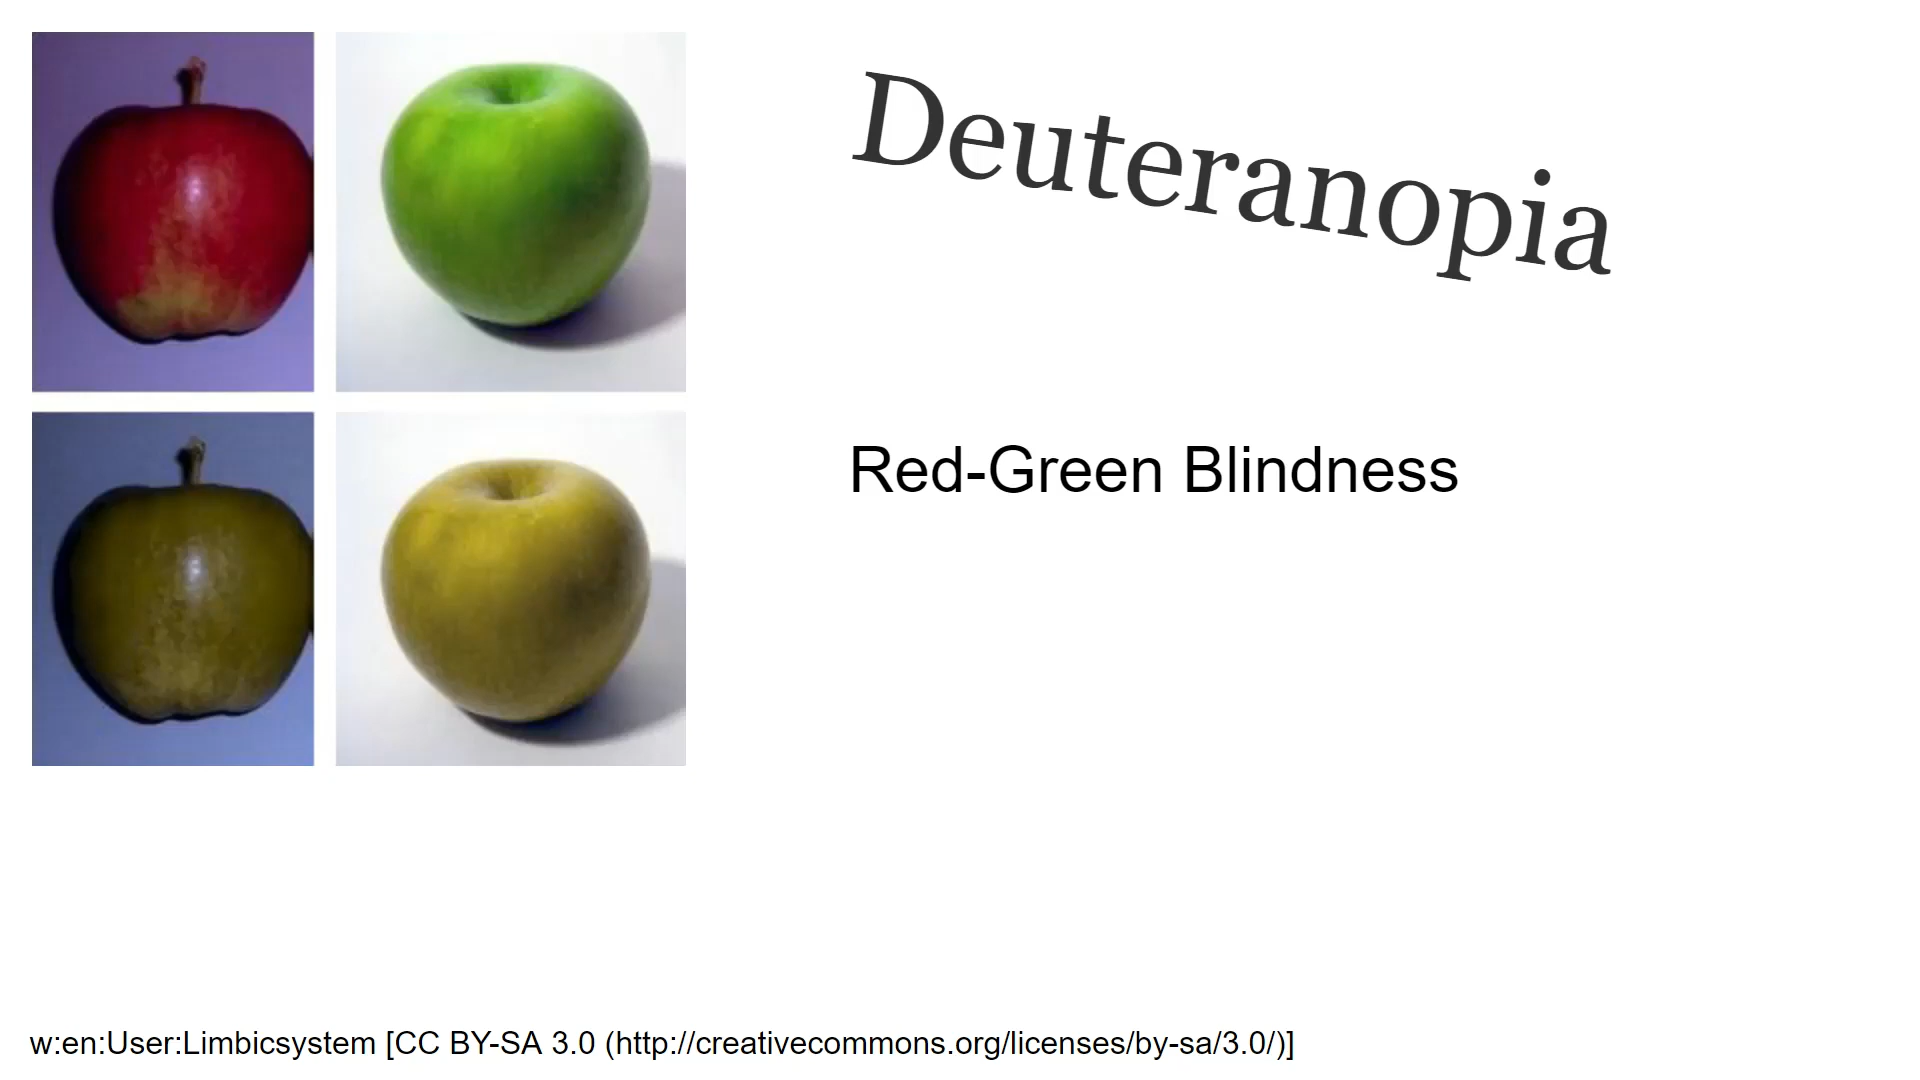 Deuteranopia
Red-Green Blindness
w:en:User:Limbicsystem [CC BY-SA 3.0 (http://creativecommons.org/licenses/by-sa/3.0/)]